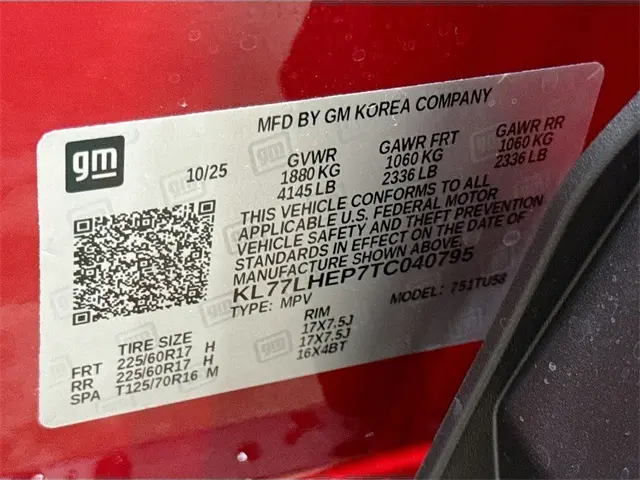 MFD BY GM KOREA COMPANY
gm
10/25
GVWR GAWR FRT GAWR RR
1880 KG 1060 KG 1060 KG
4145 LB 2336 LB 2336 LB
THIS VEHICLE CONFORMS TO ALL
APPLICABLE U.S. FEDERAL MOTOR
VEHICLE SAFETY AND THEFT PREVENTION
STANDARDS IN EFFECT ON THE DATE OF
MANUFACTURE SHOWN ABOVE.
KL77LHEP7TC040795
TYPE: MPV MODEL: 751TU58
TIRE SIZE RIM
FRT 225/60R17 H 17X7.5J
RR 225/60R17 H 17X7.5J
SPA T125/70R16 M 16X4BT